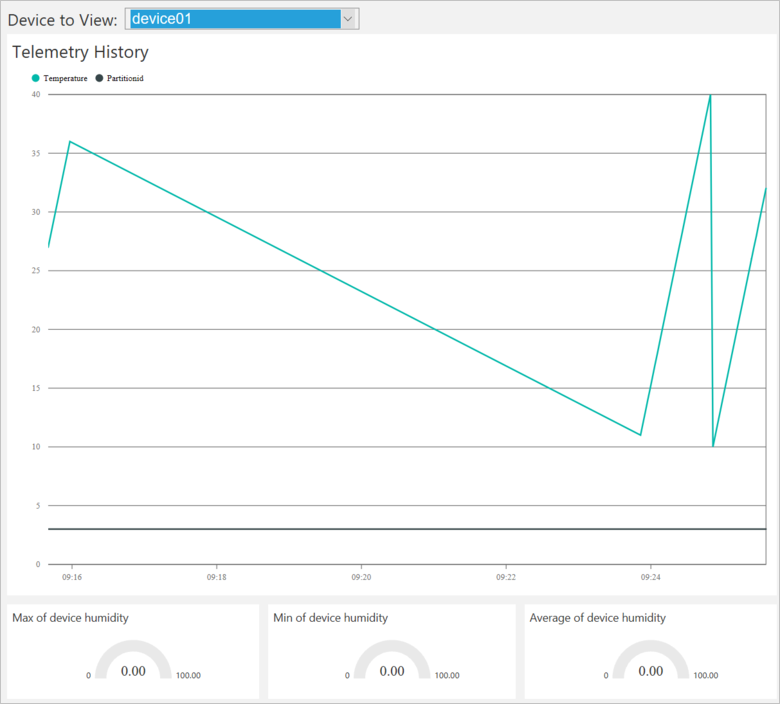 Device to View: device01
Telemetry History
Temperature Partitionid
40
35
30
25
20
15
10
5
0
09:16 09:18 09:20 09:22 09:24
Max of device humidity Min of device humidity Average of device humidity
0 0.00 100.00 0 0.00 100.00 0 0.00 100.00